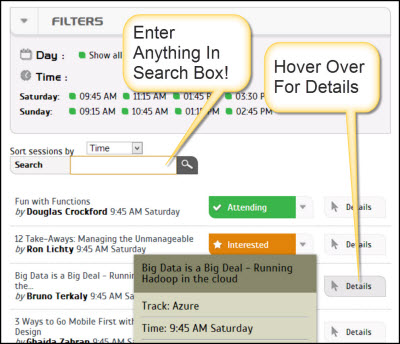 FILTERS
Day :
Show all
Time :
Saturday: 09:45 AM 11:15 AM 01:45 P 03:30 P
Sunday: 09:15 AM 10:45 AM 01:15 PM 02:45 PM
Enter
Anything In
Search Box!
Hover Over
For Details
Sort sessions by Time
Search
Fun with Functions
by Douglas Crockford 9:45 AM Saturday
Attending
Details
12 Take-Aways: Managing the Unmanageable
by Ron Lichty 9:45 AM Saturday
Interested
Details
Big Data is a Big Deal - Running
the...
by Bruno Terkaly 9:45 AM Sat
Details
Big Data is a Big Deal - Running
Hadoop in the cloud
Track: Azure
Time: 9:45 AM Saturday
3 Ways to Go Mobile First with
Design
by Ghaida Zahran 9:45 AM S
Details